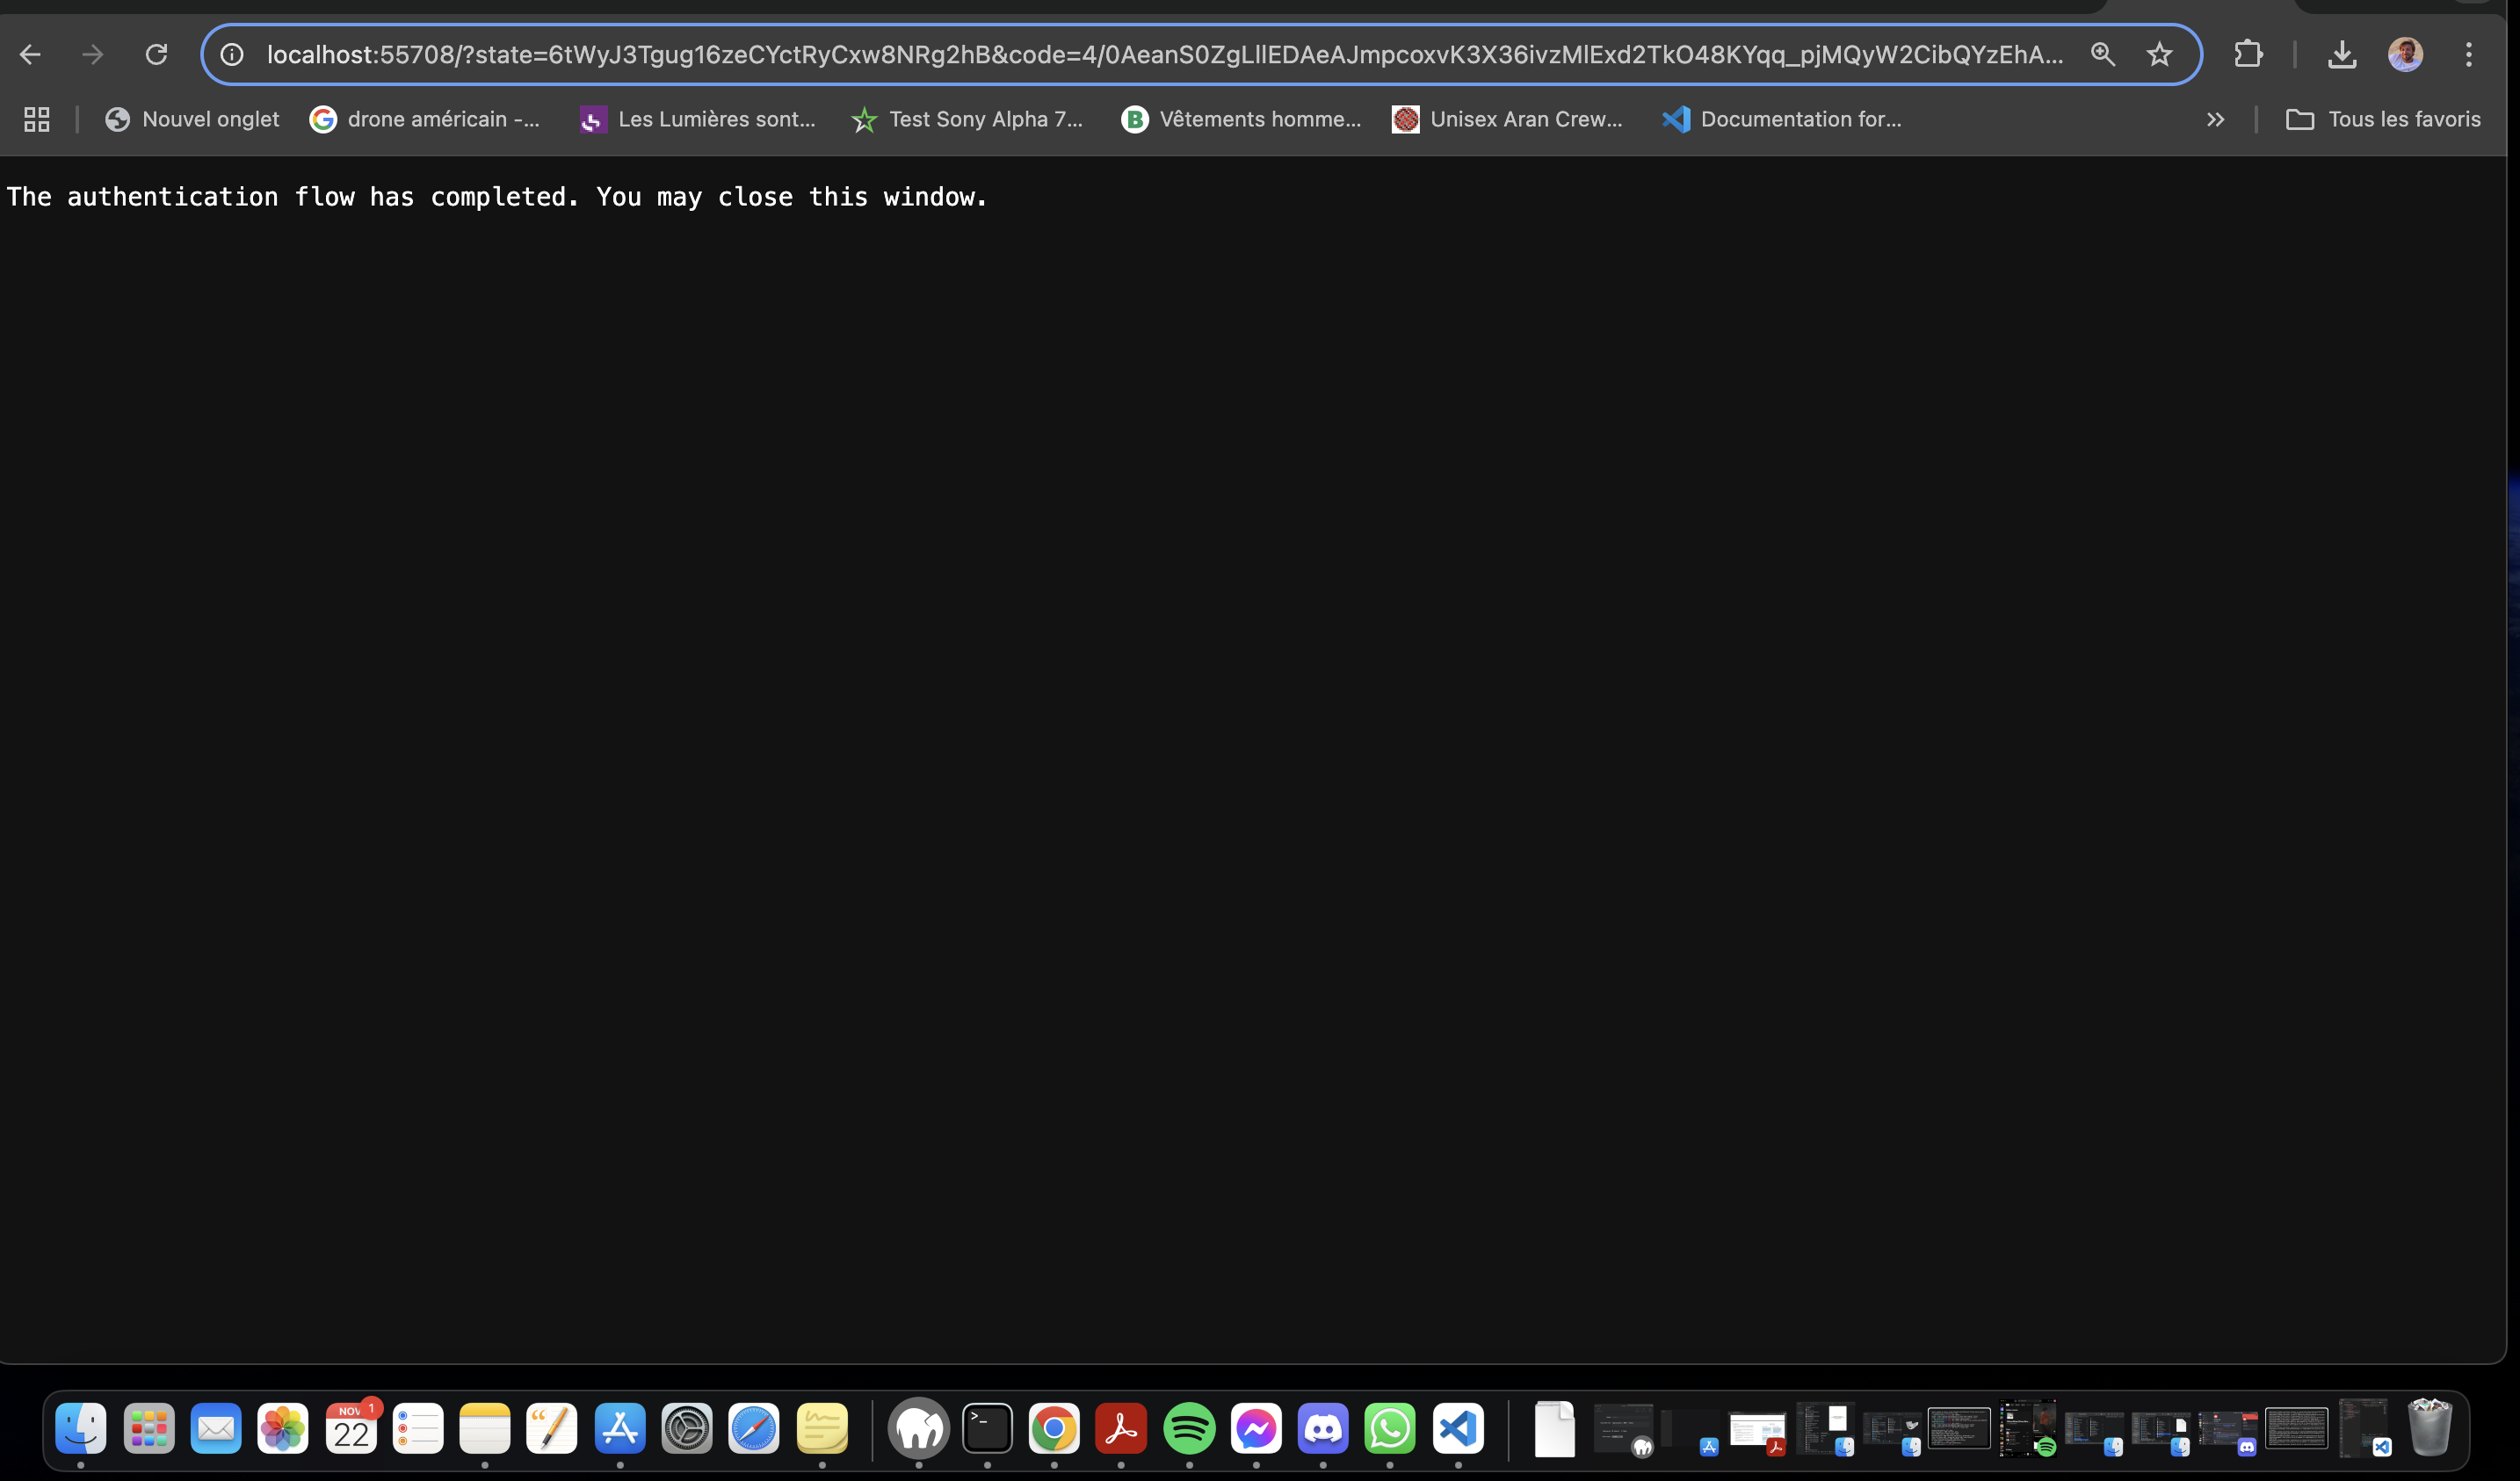 localhost:55708/?state=6tWyJ3Tgug16zeCYctRyCxw8NRg2hB&code=4/0AeanS0ZgLlIEDAeAJmpcoxvK3X36ivzMlExd2TkO48KYqq_pjMQyW2CibQYzEhA...
Nouvel onglet drone américain -... Les Lumières sont... Test Sony Alpha 7... Vêtements homme... Unisex Aran Crew... Documentation for... » Tous les favoris
The authentication flow has completed. You may close this window.
NOV 1
22